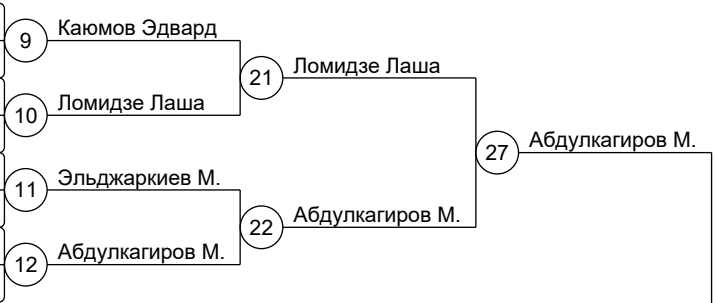 9
Каюмов Эдвард
21
Ломидзе Лаша
10
Ломидзе Лаша
27
Абдулкагиров М.
11
Эльджаркиев М.
22
Абдулкагиров М.
12
Абдулкагиров М.